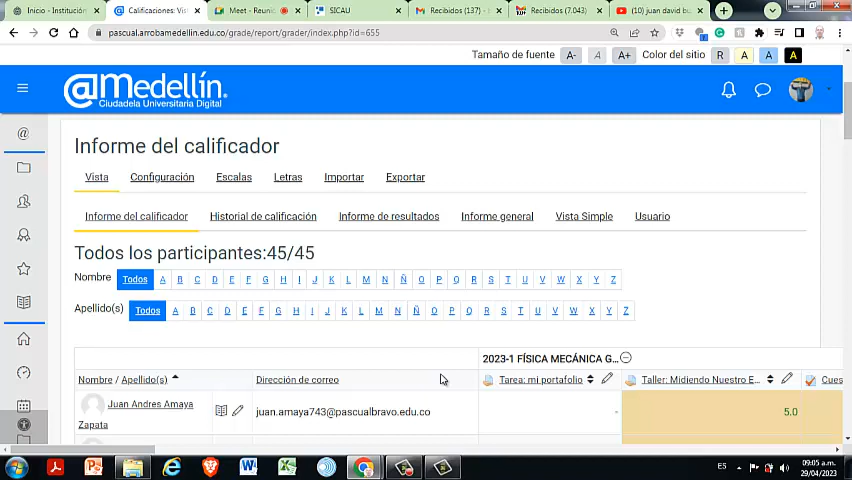 Inicio - Institución
Calificaciones: Vis
Meet - Reunió
SICAU
Recibidos (137) -
Recibidos (7.043)
(10) juan david bu
pascual.arrobamedellin.edu.co/grade/report/grader/index.php?id=655
Tamaño de fuente A- A A+ Color del sitio R A A A
@Medellín.
Ciudadela Universitaria Digital
Informe del calificador
Vista Configuración Escalas Letras Importar Exportar
Informe del calificador Historial de calificación Informe de resultados Informe general Vista Simple Usuario
Todos los participantes:45/45
Nombre Todos A B C D E F G H I J K L M N Ñ O P Q R S T U V W X Y Z
Apellido(s) Todos A B C D E F G H I J K L M N Ñ O P Q R S T U V W X Y Z
2023-1 FÍSICA MECÁNICA G...
Nombre / Apellido(s) Dirección de correo Tarea: mi portafolio Taller: Midiendo Nuestro E... Cues
Juan Andres Amaya
Zapata
juan.amaya743@pascualbravo.edu.co - 5.0
ES 09:05 a.m.
29/04/2023